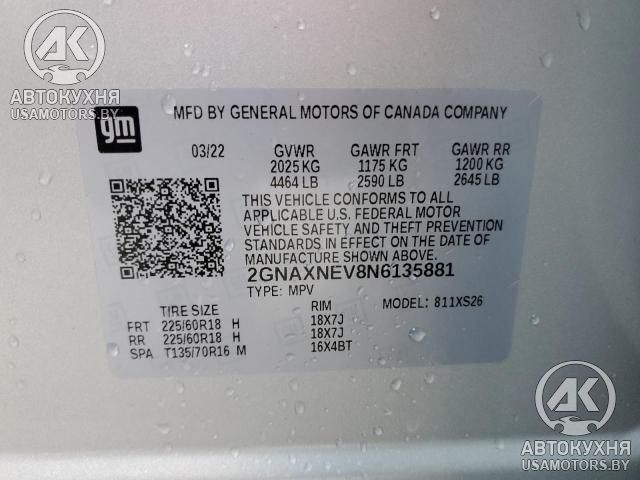 AK
АВТОКУХНЯ
USAMOTORS.BY
gm
MFD BY GENERAL MOTORS OF CANADA COMPANY
03/22 GVWR GAWR FRT GAWR RR
2025 KG 1175 KG 1200 KG
4464 LB 2590 LB 2645 LB
THIS VEHICLE CONFORMS TO ALL
APPLICABLE U.S. FEDERAL MOTOR
VEHICLE SAFETY AND THEFT PREVENTION
STANDARDS IN EFFECT ON THE DATE OF
MANUFACTURE SHOWN ABOVE.
2GNAXNEV8N6135881
TYPE: MPV MODEL: 811XS26
TIRE SIZE RIM
FRT 225/60R18 H 18X7J
RR 225/60R18 H 18X7J
SPA T135/70R16 M 16X4BT
AK
АВТОКУХНЯ
USAMOTORS.BY